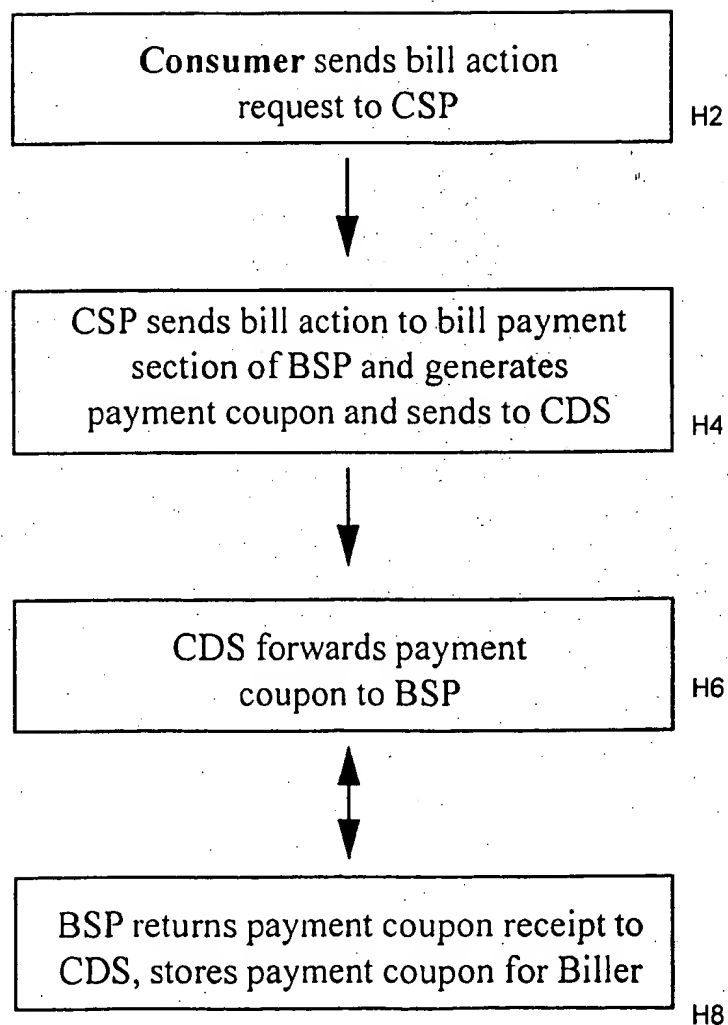 Consumer sends bill action
request to CSP
H2
CSP sends bill action to bill payment
section of BSP and generates
payment coupon and sends to CDS
H4
CDS forwards payment
coupon to BSP
H6
BSP returns payment coupon receipt to
CDS, stores payment coupon for Biller
H8